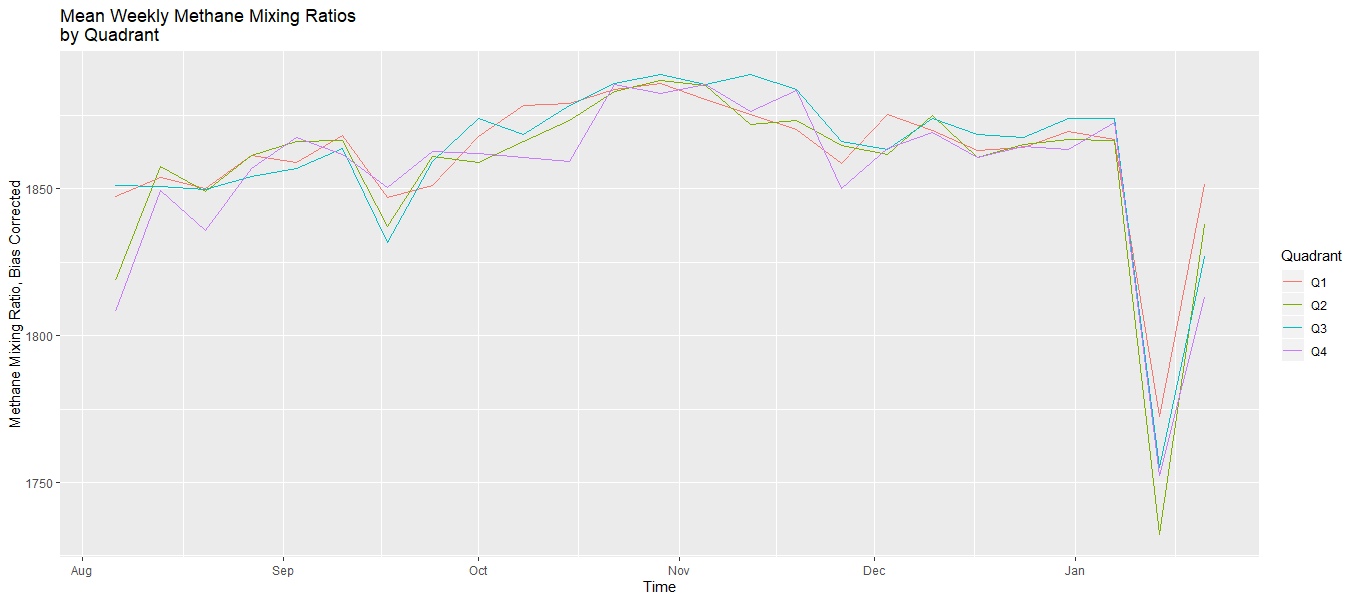 Mean Weekly Methane Mixing Ratios
by Quadrant
Methane Mixing Ratio, Bias Corrected
1850
1800
1750
Aug Sep Oct Nov Dec Jan
Time
Quadrant
Q1
Q2
Q3
Q4